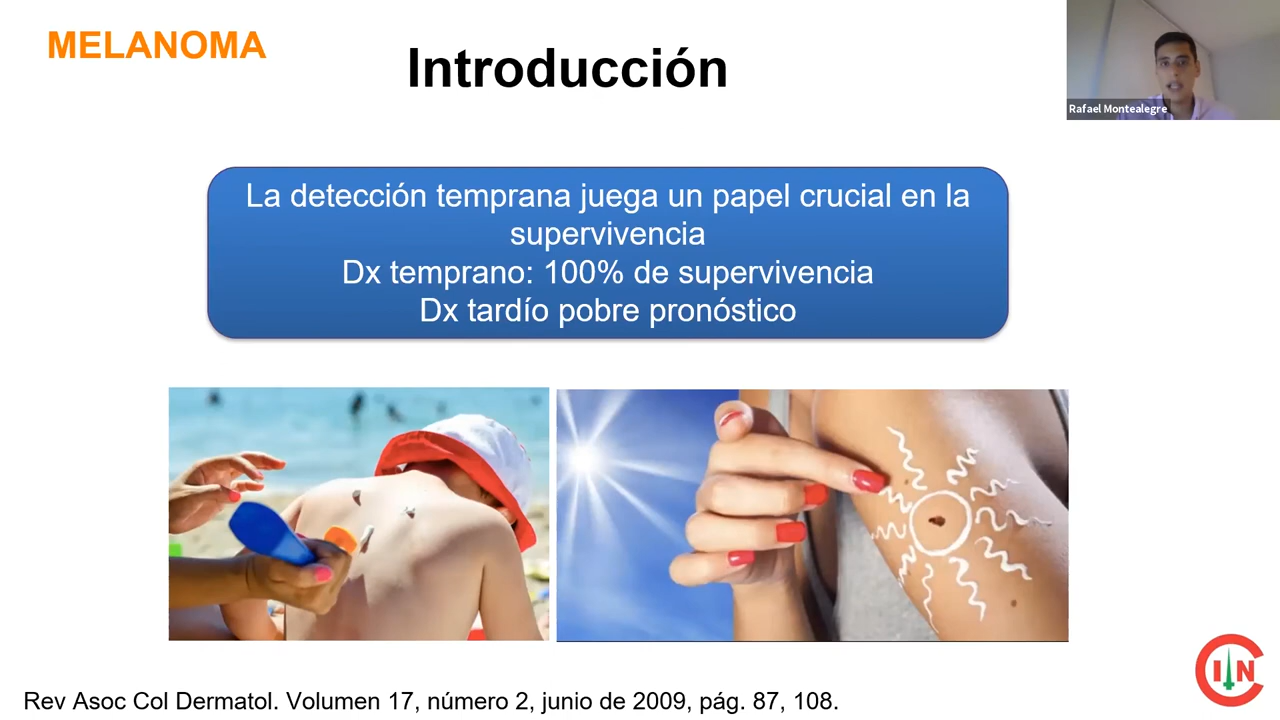 MELANOMA
Introducción
Rafael Montealegre
La detección temprana juega un papel crucial en la
supervivencia
Dx temprano: 100% de supervivencia
Dx tardío pobre pronóstico
CIN
Rev Asoc Col Dermatol. Volumen 17, número 2, junio de 2009, pág. 87, 108.